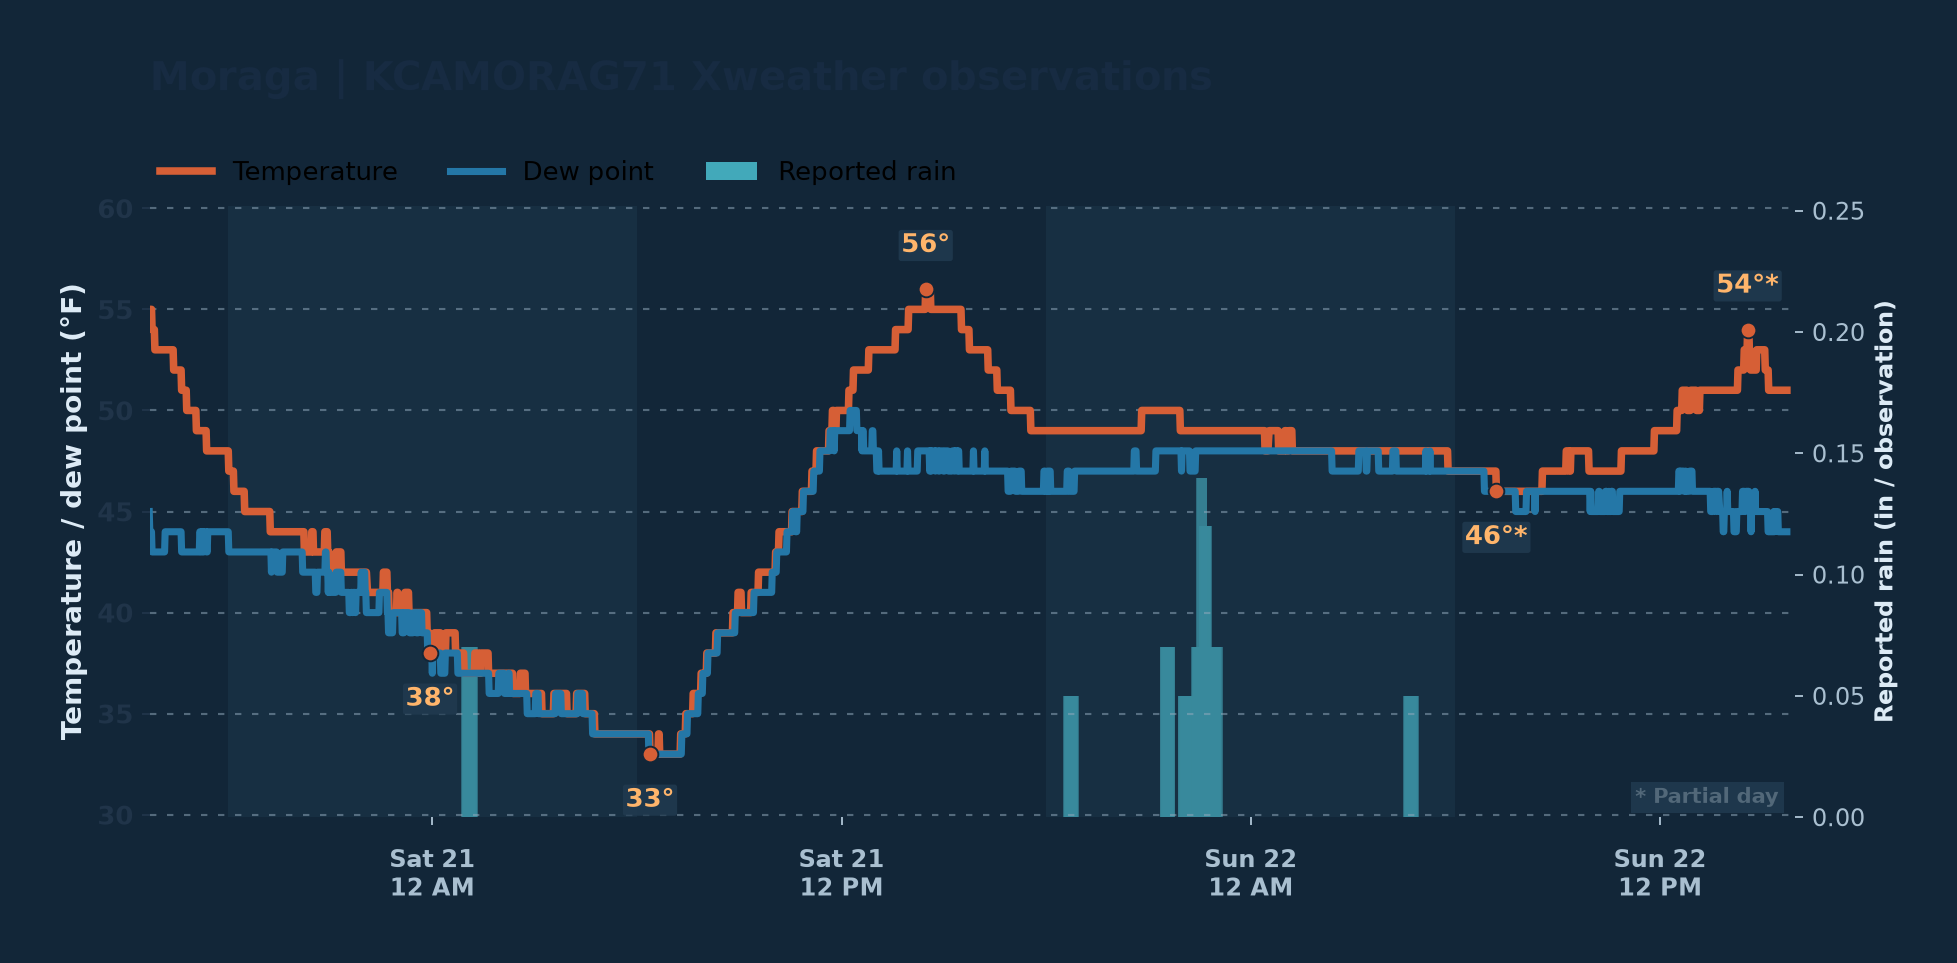 Moraga | KCAMORAG71 Xweather observations
Temperature
Dew point
Reported rain
Temperature / dew point (°F)
60
55
50
45
40
35
30
56°
54°*
38°
33°
46°*
* Partial day
0.25
0.20
0.15
0.10
0.05
0.00
Reported rain (in / observation)
Sat 21
12 AM
Sat 21
12 PM
Sun 22
12 AM
Sun 22
12 PM